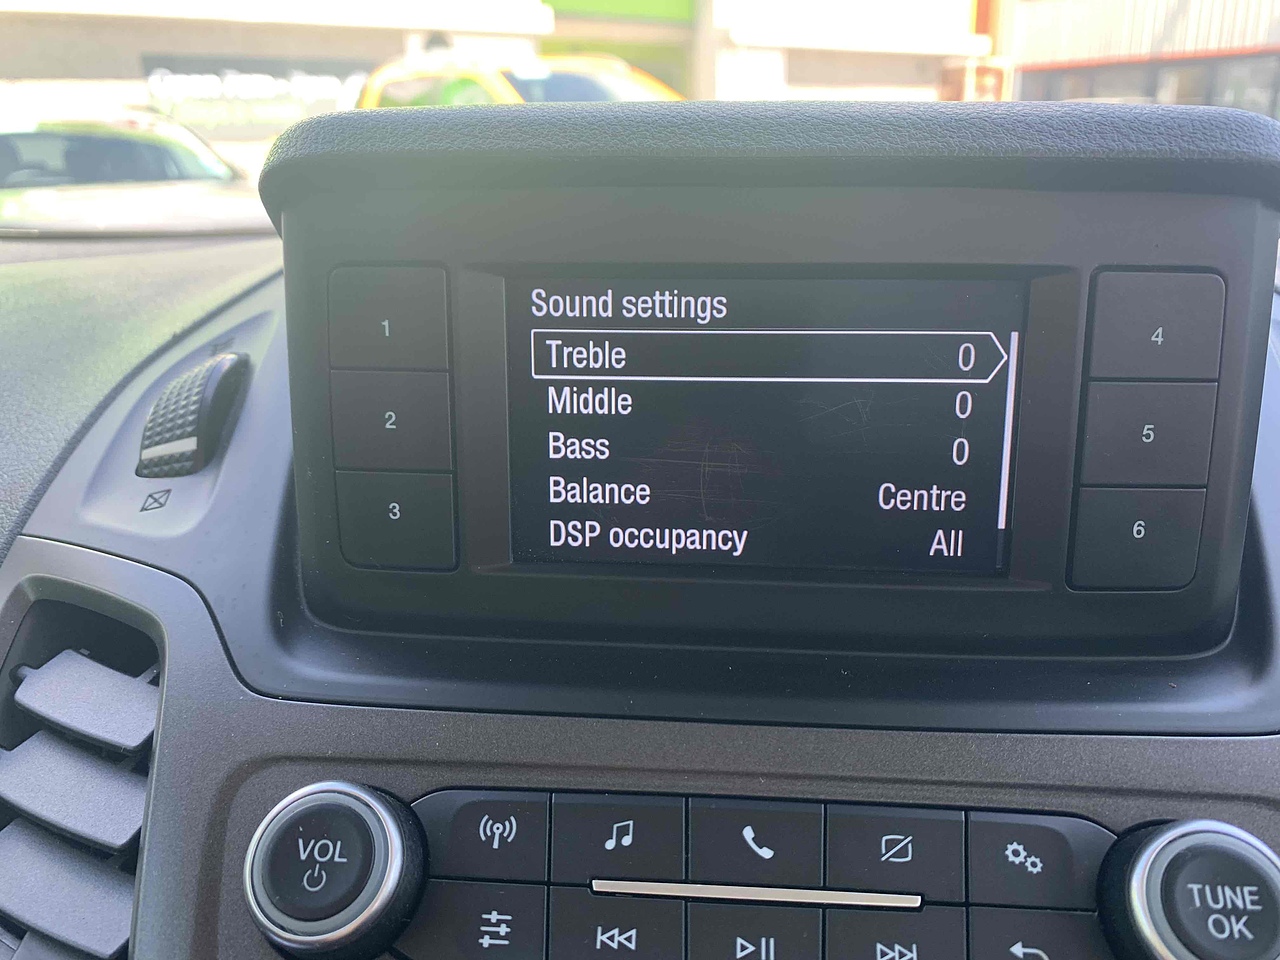 Sound settings
Treble 0
Middle 0
Bass 0
Balance Centre
DSP occupancy All
1
2
3
4
5
6
VOL
TUNE
OK